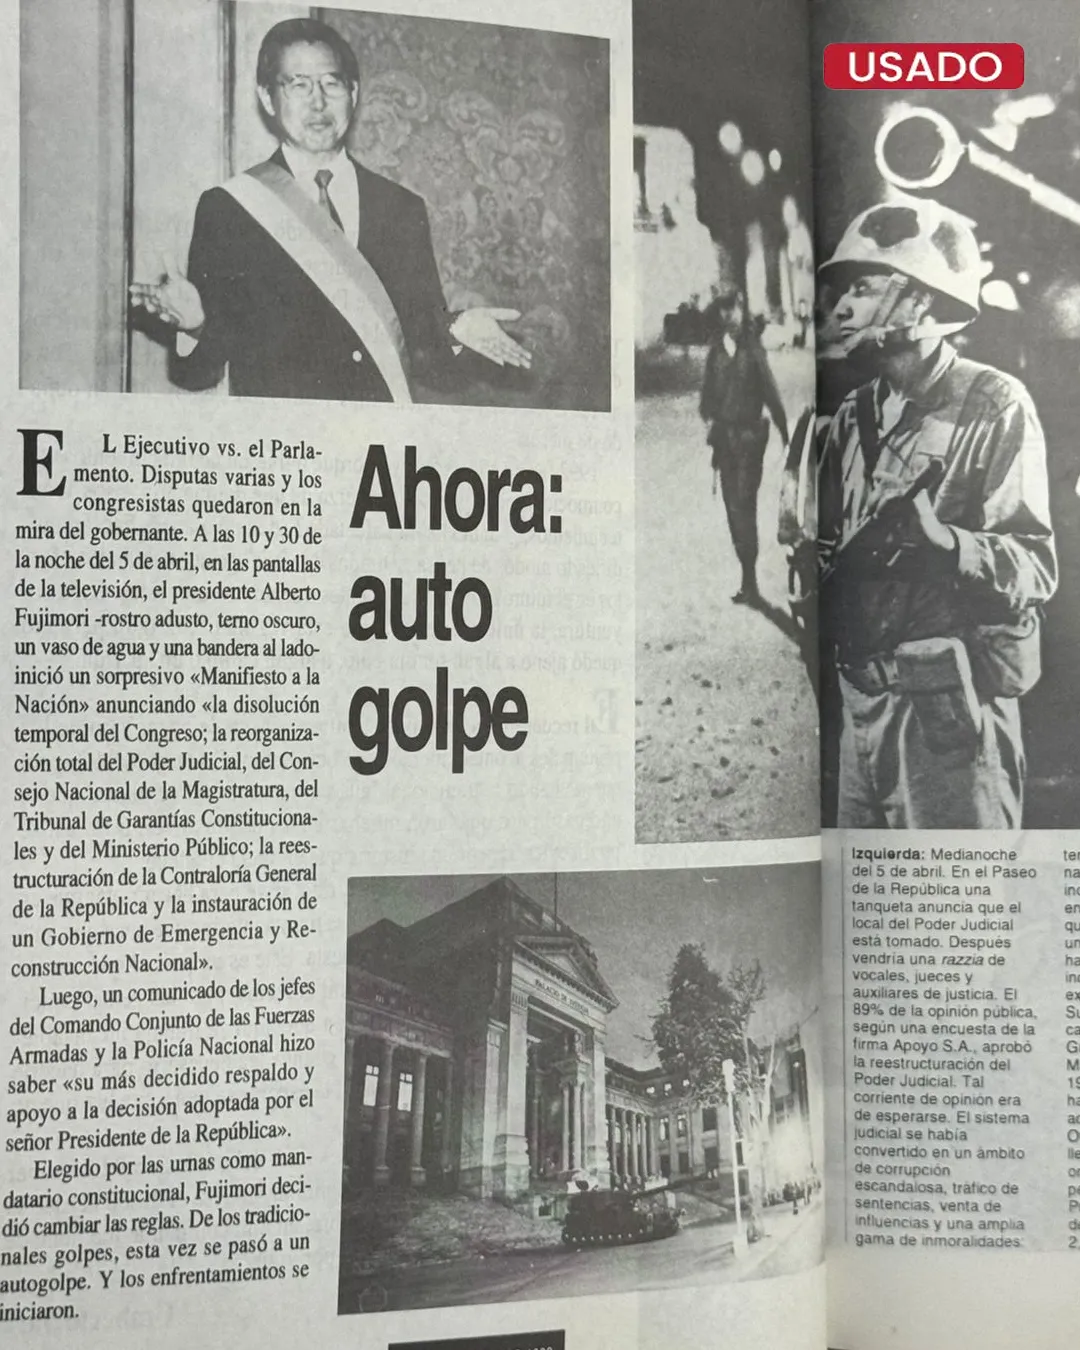 USADO
EL Ejecutivo vs. el Parla-
mento. Disputas varias y los
congresistas quedaron en la
mira del gobernante. A las 10 y 30 de
la noche del 5 de abril, en las pantallas
de la televisión, el presidente Alberto
Fujimori -rostro adusto, terno oscuro,
un vaso de agua y una bandera al lado-
inició un sorpresivo «Manifiesto a la
Nación» anunciando «la disolución
temporal del Congreso; la reorganiza-
ción total del Poder Judicial, del Con-
sejo Nacional de la Magistratura, del
Tribunal de Garantías Constituciona-
les y del Ministerio Público; la rees-
tructuración de la Contraloría General
de la República y la instauración de
un Gobierno de Emergencia y Re-
construcción Nacional».
Luego, un comunicado de los jefes
del Comando Conjunto de las Fuerzas
Armadas y la Policía Nacional hizo
saber «su más decidido respaldo y
apoyo a la decisión adoptada por el
señor Presidente de la República».
Elegido por las urnas como man-
datario constitucional, Fujimori deci-
dió cambiar las reglas. De los tradicio-
nales golpes, esta vez se pasó a un
autogolpe. Y los enfrentamientos se
iniciaron.
Ahora:
auto
golpe
PALACIO DE JUSTICIA
Izquierda: Medianoche
del 5 de abril. En el Paseo
de la República una
tanqueta anuncia que el
local del Poder Judicial
está tomado. Después
vendría una razzia de
vocales, jueces y
auxiliares de justicia. El
89% de la opinión pública,
según una encuesta de la
firma Apoyo S.A., aprobó
la reestructuración del
Poder Judicial. Tal
corriente de opinión era
de esperarse. El sistema
judicial se había
convertido en un ámbito
de corrupción
escandalosa, tráfico de
sentencias, venta de
influencias y una amplia
gama de inmoralidades.